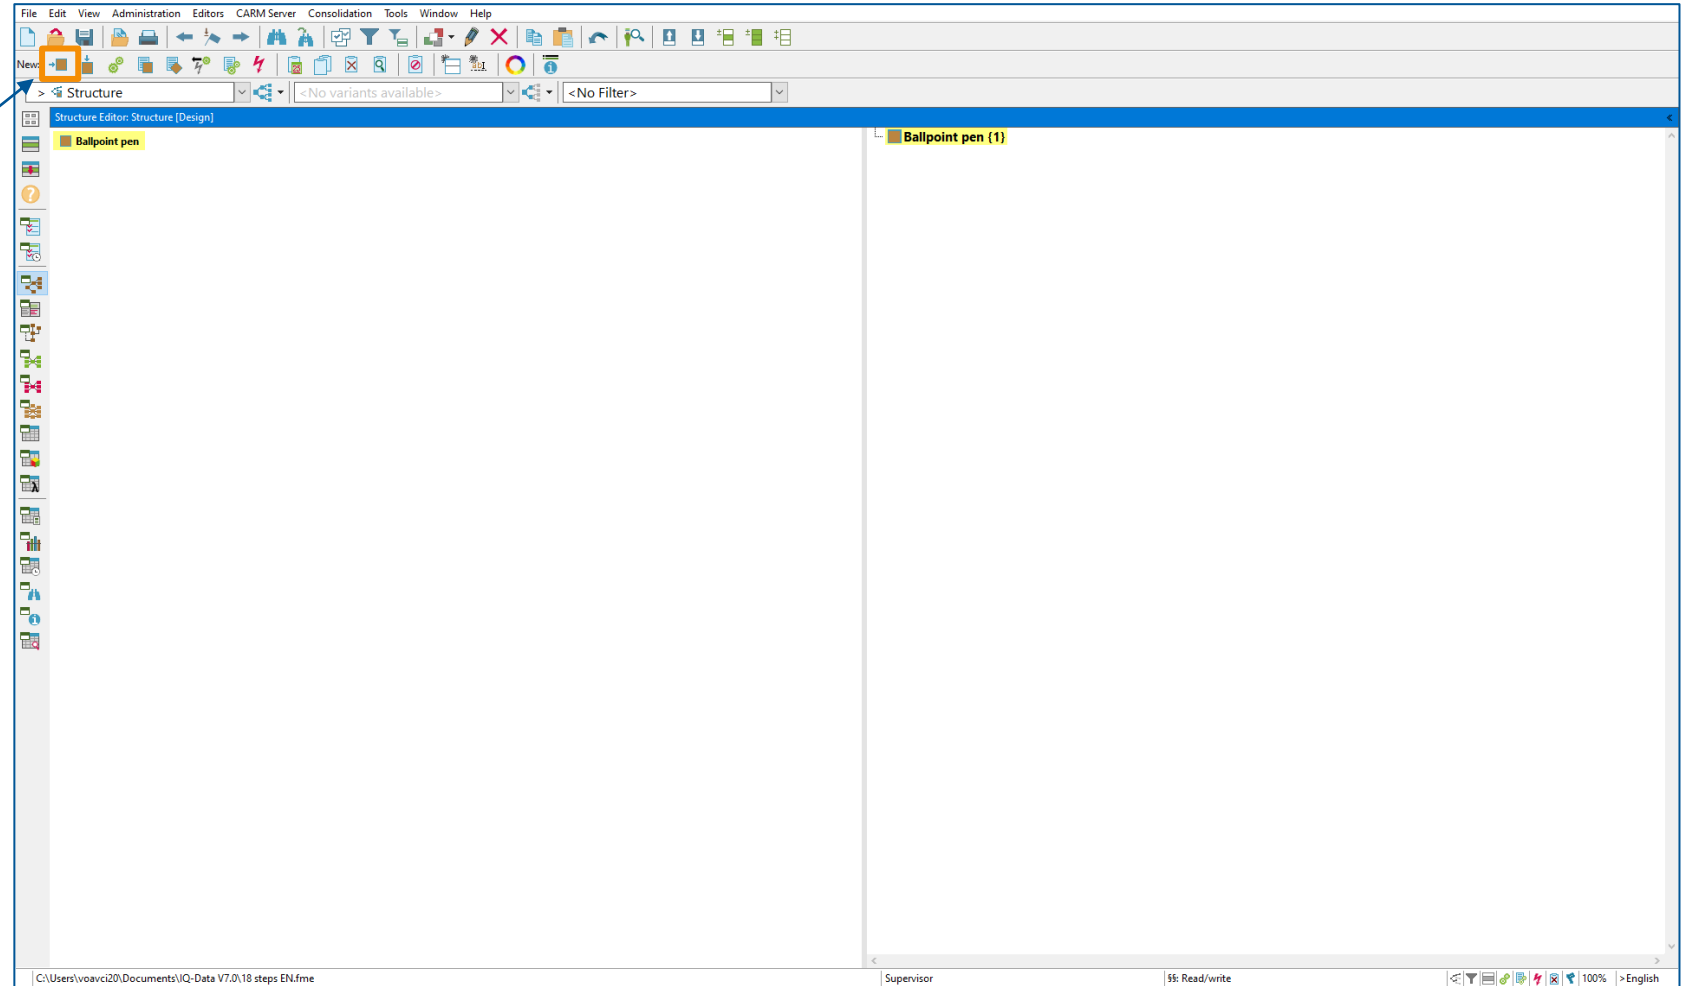 File Edit View Administration Editors CARM Server Consolidation Tools Window Help
New:
> Structure <No variants available> <No Filter>
Structure Editor: Structure [Design]
Ballpoint pen
Ballpoint pen {1}
C:\Users\voavci20\Documents\IQ-Data V7.0\18 steps EN.fme Supervisor §§: Read/write 100% >English